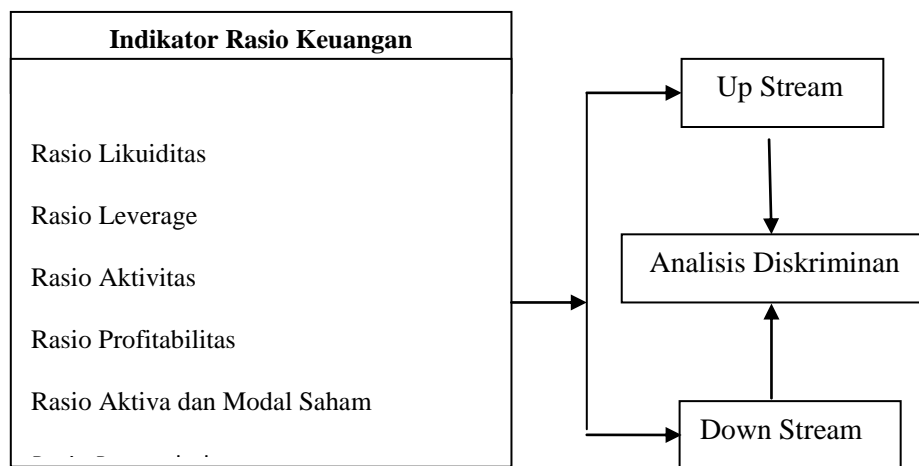 Indikator Rasio Keuangan
Rasio Likuiditas
Rasio Leverage
Rasio Aktivitas
Rasio Profitabilitas
Rasio Aktiva dan Modal Saham
Up Stream
Analisis Diskriminan
Down Stream